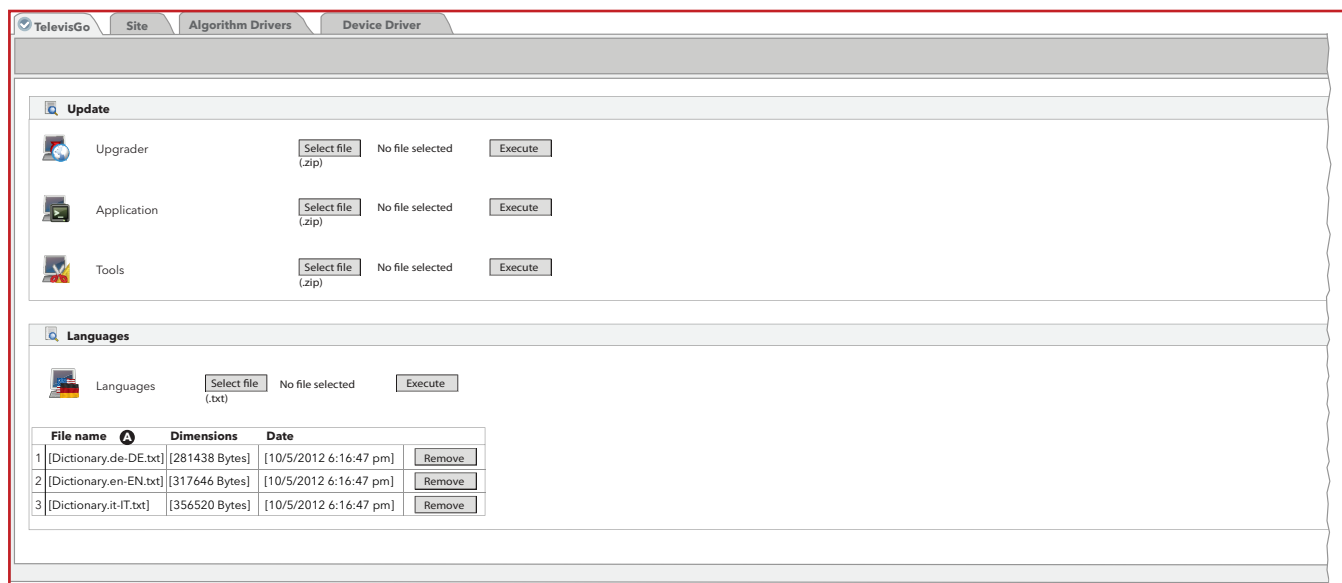 TelevisGo Site Algorithm Drivers Device Driver
Update
Upgrader Select file No file selected Execute
(.zip)
Application Select file No file selected Execute
(.zip)
Tools Select file No file selected Execute
(.zip)
Languages
Languages Select file No file selected Execute
(.txt)
File name A Dimensions Date
1 [Dictionary.de-DE.txt] [281438 Bytes] [10/5/2012 6:16:47 pm] Remove
2 [Dictionary.en-EN.txt] [317646 Bytes] [10/5/2012 6:16:47 pm] Remove
3 [Dictionary.it-IT.txt] [356520 Bytes] [10/5/2012 6:16:47 pm] Remove